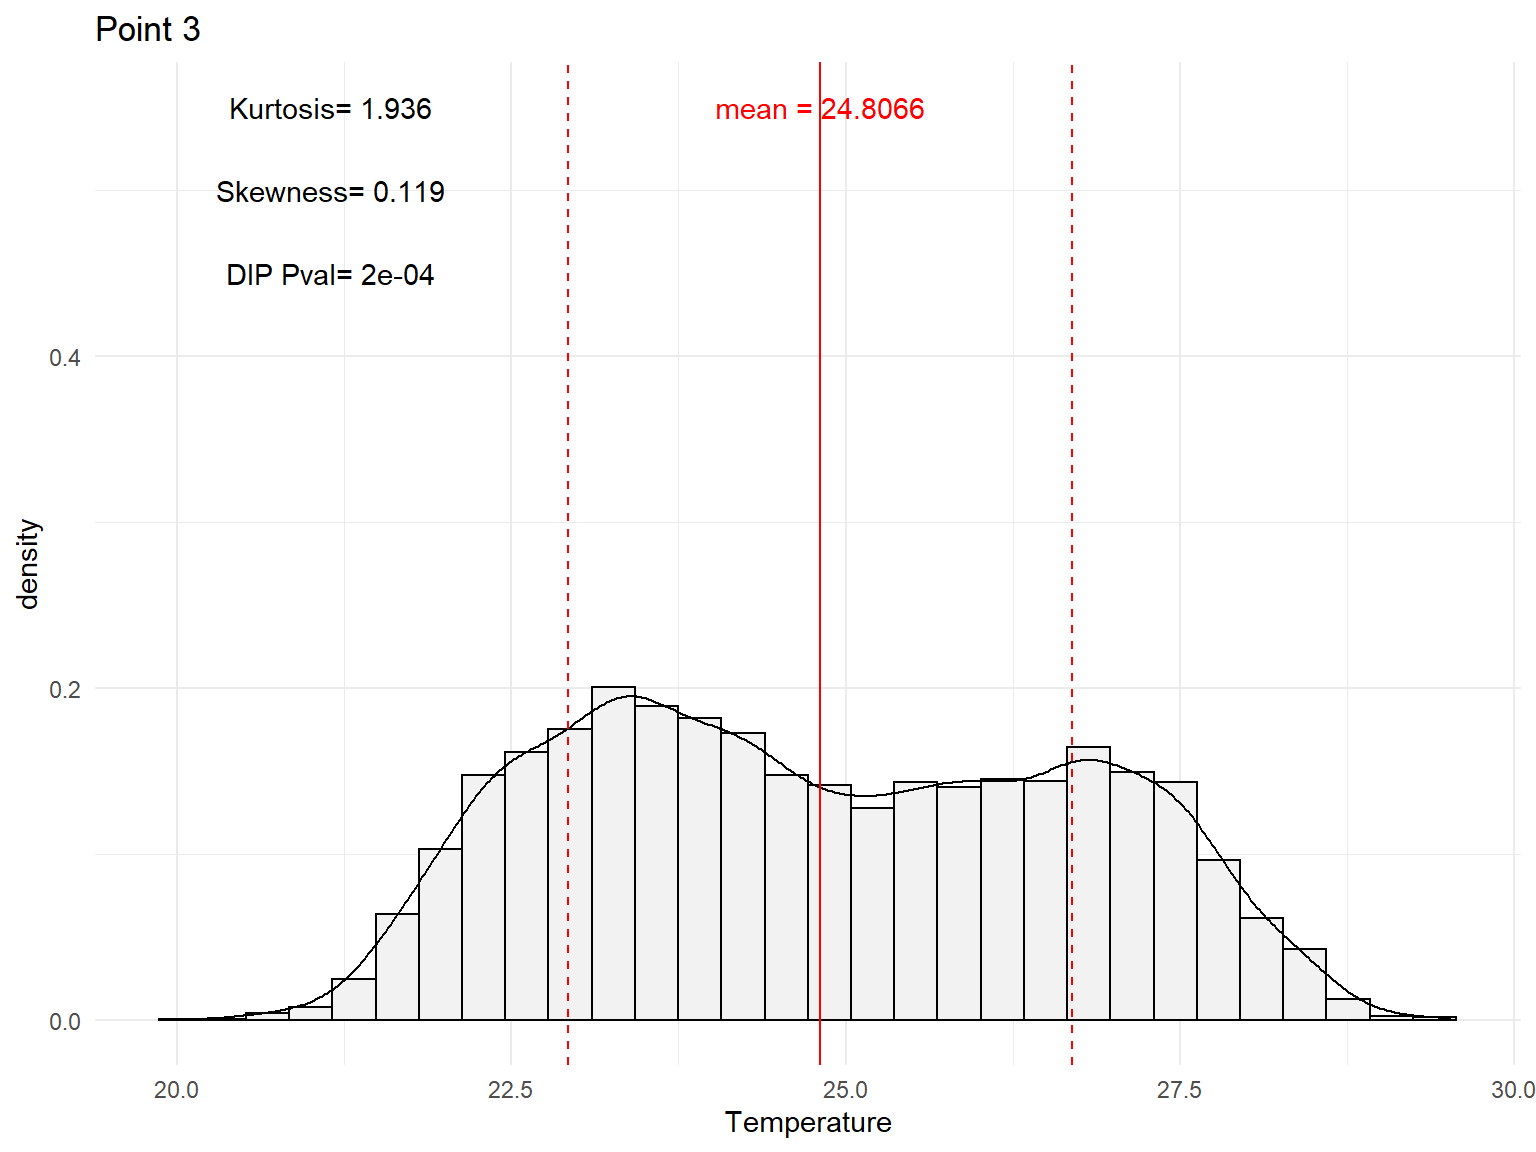 Point 3
Kurtosis= 1.936
mean = 24.8066
Skewness= 0.119
DIP Pval= 2e-04
0.4
density
0.2
0.0
20.0
22.5
25.0
27.5
30.0
Temperature